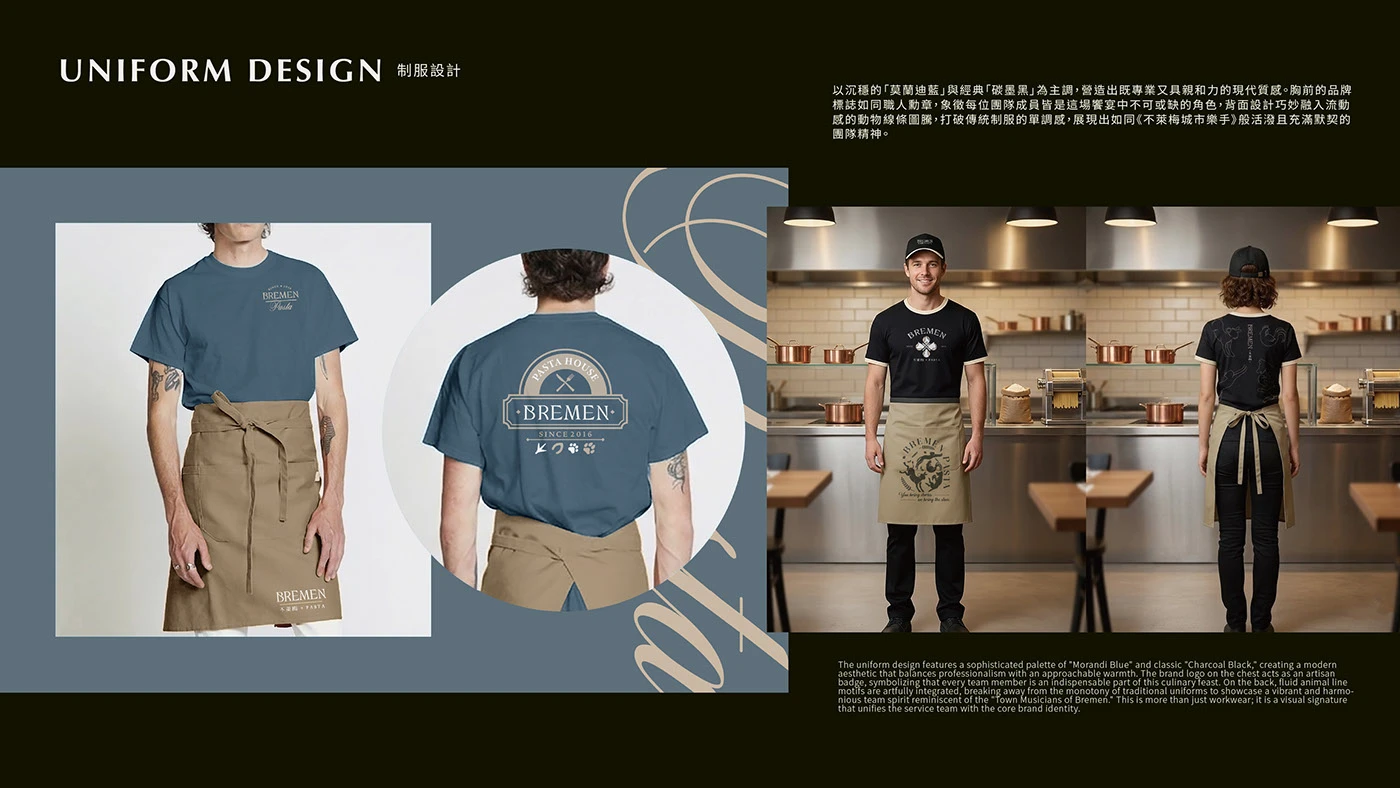 UNIFORM DESIGN 制服設計
以沉穩的「莫蘭迪藍」與經典「碳墨黑」為主調,營造出既專業又具親和力的現代質感。胸前的品牌
標誌如同職人勳章,象徵每位團隊成員皆是這場饗宴中不可或缺的角色,背面設計巧妙融入流動
感的動物線條圖騰,打破傳統制服的單調感,展現出如同《不萊梅城市樂手》般活潑且充滿默契的
團隊精神。
BREMEN
Pasta
BREMEN
不萊梅 × PASTA
PASTA HOUSE
BREMEN
SINCE 2016
BREMEN
BREMEN
不萊梅 × PASTA
BREMEN PASTA
BREMEN
The uniform design features a sophisticated palette of "Morandi Blue" and classic "Charcoal Black," creating a modern
aesthetic that balances professionalism with an approachable warmth. The brand logo on the chest acts as an artisan
badge, symbolizing that every team member is an indispensable part of this culinary feast. On the back, fluid animal line
motifs are artfully integrated, breaking away from the monotony of traditional uniforms to showcase a vibrant and harmo-
nious team spirit reminiscent of the "Town Musicians of Bremen." This is more than just workwear; it is a visual signature
that unifies the service team with the core brand identity.